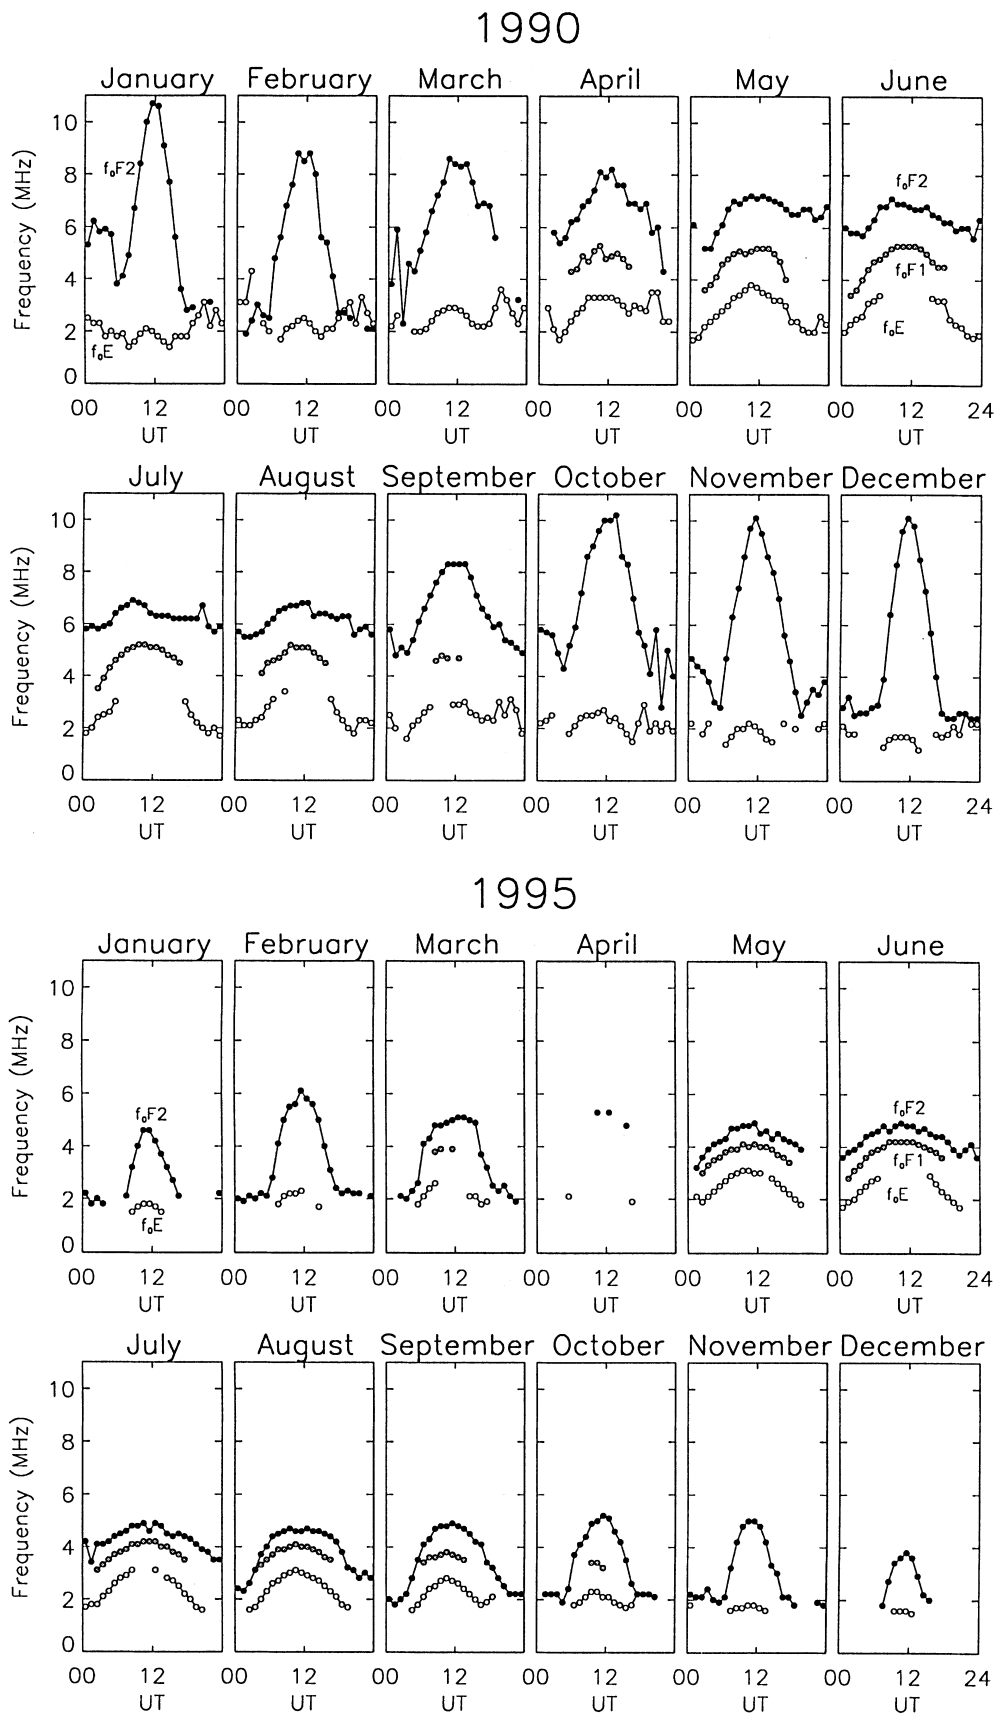 1990
January February March April May June
Frequency (MHz)
10
8
6
4
2
0
f₀F2
f₀E
f₀F2
f₀F1
f₀E
00 12 00 12 00 12 00 12 00 12 00 12 24
UT UT UT UT UT UT
July August September October November December
Frequency (MHz)
10
8
6
4
2
0
00 12 00 12 00 12 00 12 00 12 00 12 24
UT UT UT UT UT UT
1995
January February March April May June
Frequency (MHz)
10
8
6
4
2
0
f₀F2
f₀E
f₀F2
f₀F1
f₀E
00 12 00 12 00 12 00 12 00 12 00 12 24
UT UT UT UT UT UT
July August September October November December
Frequency (MHz)
10
8
6
4
2
0
00 12 00 12 00 12 00 12 00 12 00 12 24
UT UT UT UT UT UT